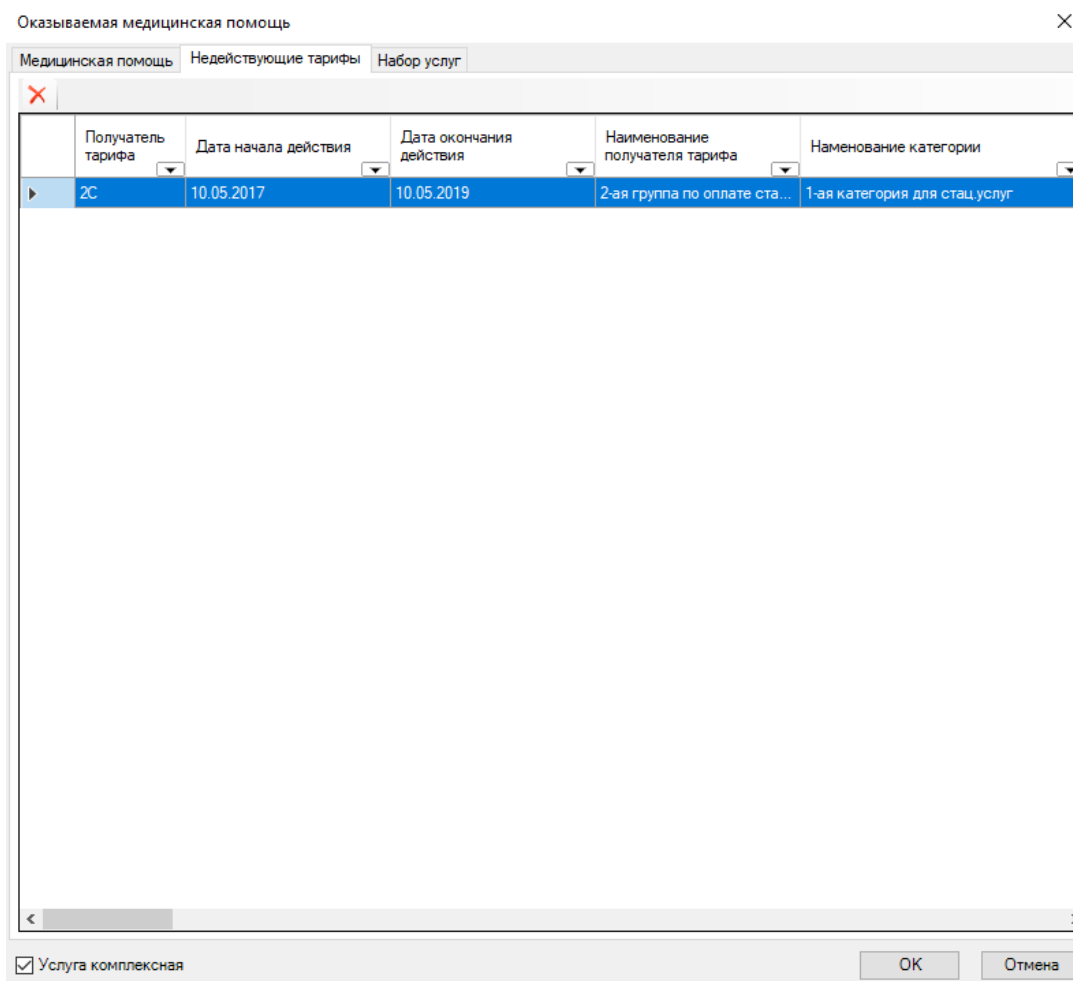 Оказываемая медицинская помощь
Медицинская помощь Недействующие тарифы Набор услуг
Получатель тарифа Дата начала действия Дата окончания действия Наименование получателя тарифа Наменование категории
2С 10.05.2017 10.05.2019 2-ая группа по оплате ста... 1-ая категория для стац.услуг
Услуга комплексная OK Отмена